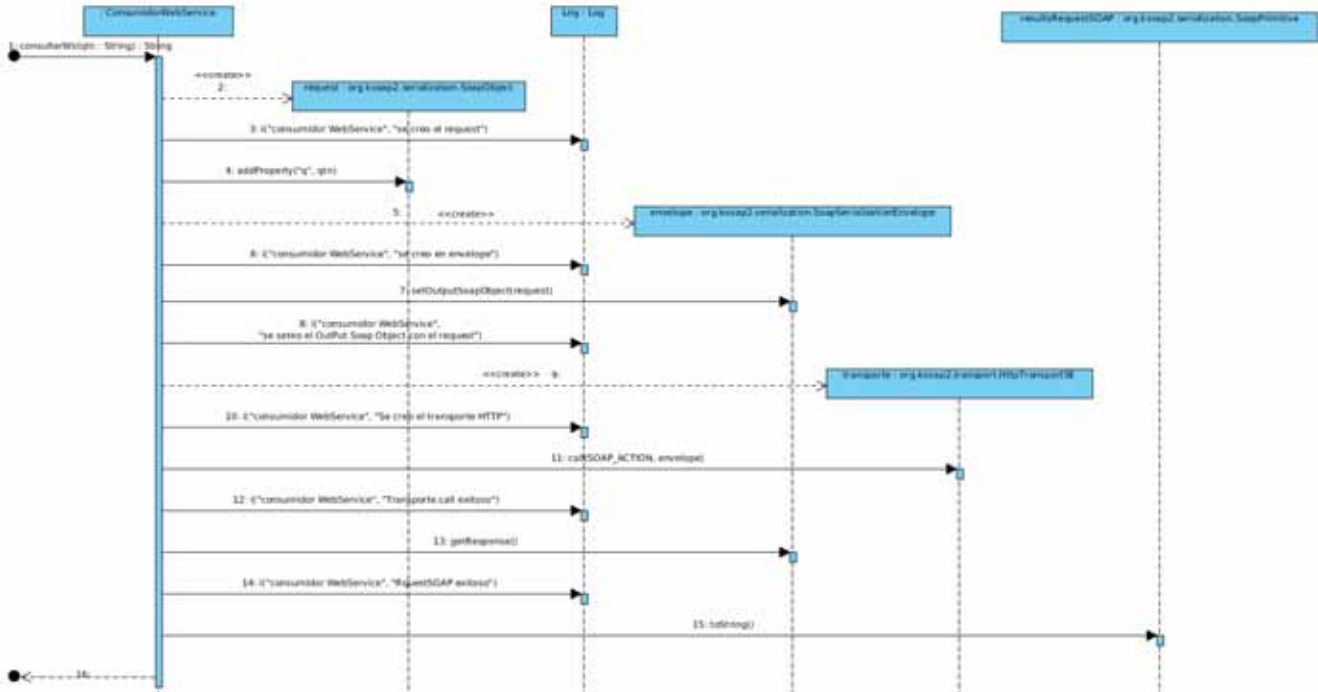 : ConsumidorWebService
Log : Log
resultsRequestSOAP : org.ksoap2.serialization.SoapPrimitive
1: consultarWs(qtn : String) : String
<<create>>
2:
request : org.ksoap2.serialization.SoapObject
3: i("consumidor WebService", "se creo el request")
4: addProperty("q", qtn)
5:
<<create>>
envelope : org.ksoap2.serialization.SoapSerializationEnvelope
6: i("consumidor WebService", "se creo en envelope")
7: setOutputSoapObject(request)
8: i("consumidor WebService",
"se seteo el OutPut Soap Object con el request")
<<create>>
9:
transporte : org.ksoap2.transport.HttpTransportSE
10: i("consumidor WebService", "Se creo el transporte HTTP")
11: call(SOAP_ACTION, envelope)
12: i("consumidor WebService", "Transporte.call exitoso")
13: getResponse()
14: i("consumidor WebService", exitoso")
15: toString()
16: